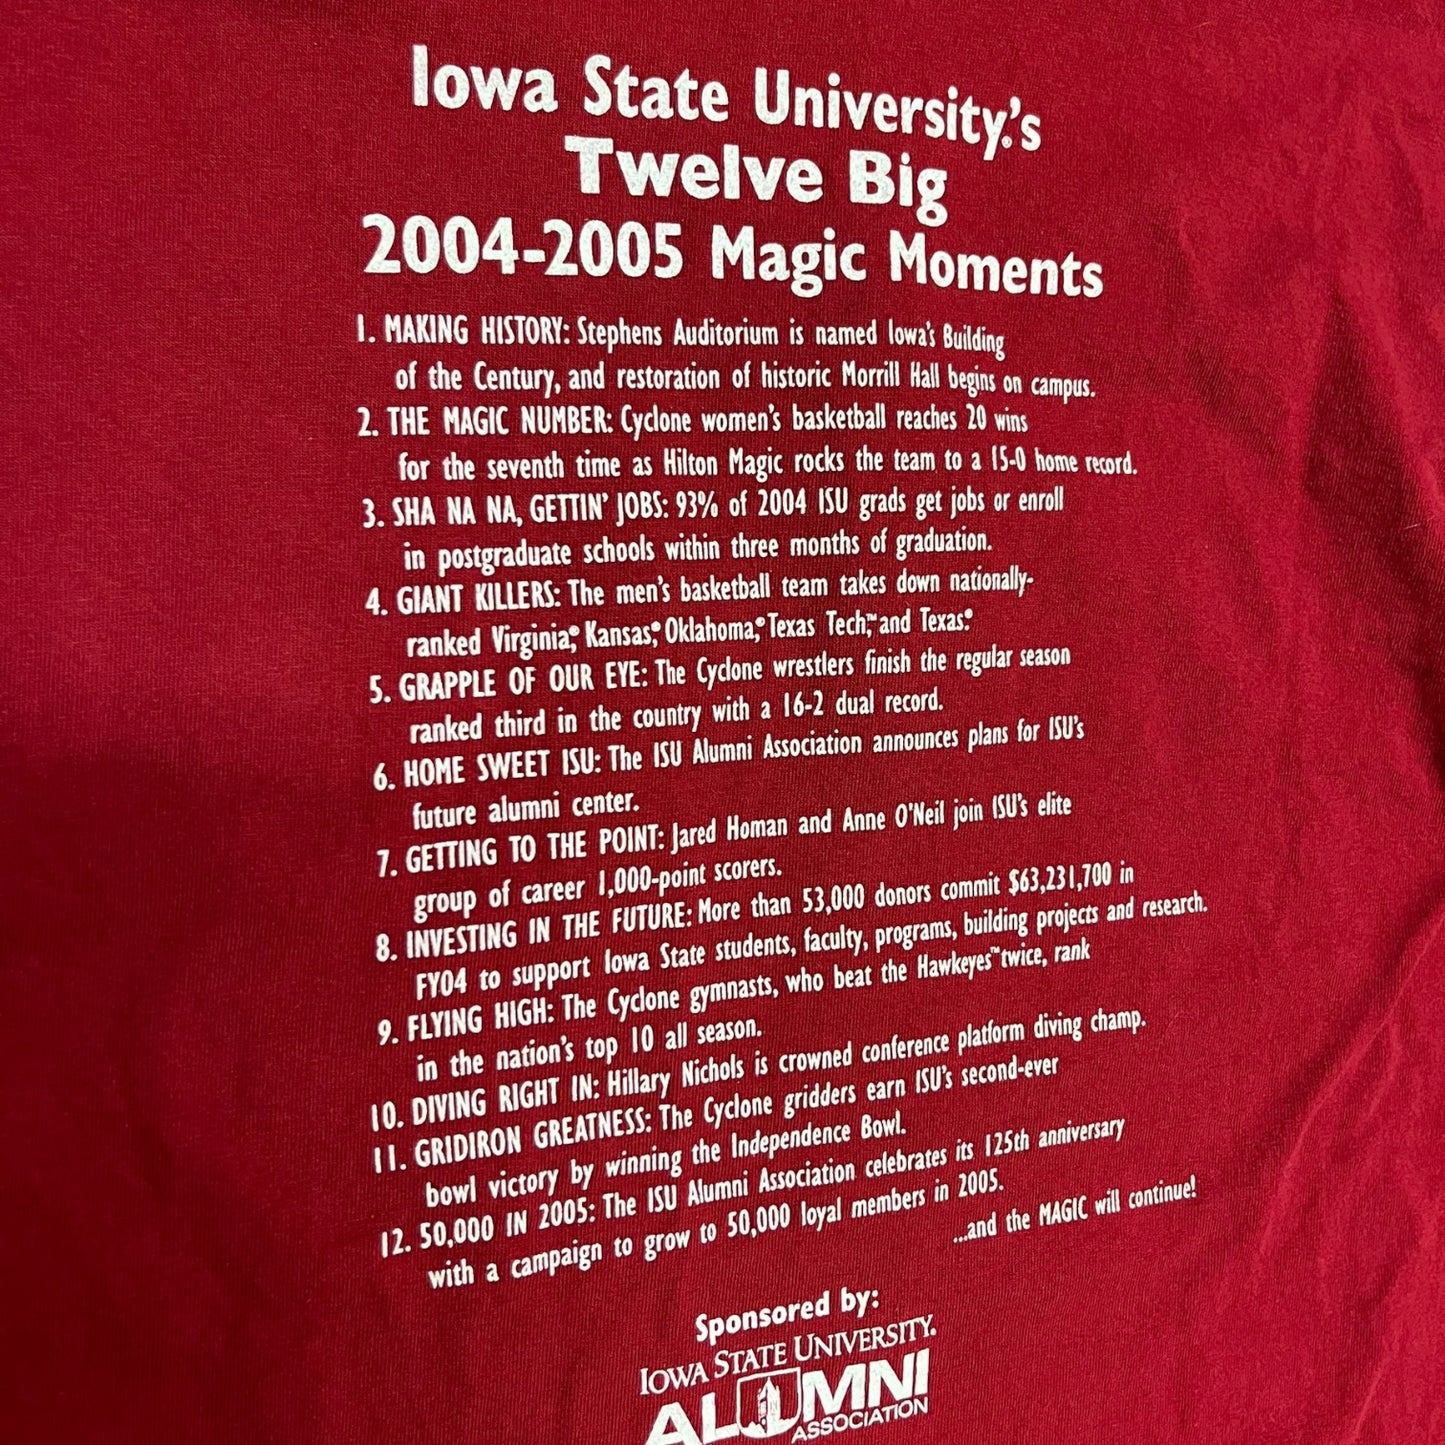 Iowa State University®'s
Twelve Big
2004-2005 Magic Moments
1. MAKING HISTORY: Stephens Auditorium is named Iowa's Building
of the Century, and restoration of historic Morrill Hall begins on campus.
2. THE MAGIC NUMBER: Cyclone women's basketball reaches 20 wins
for the seventh time as Hilton Magic rocks the team to a 15-0 home record.
3. SHA NA NA, GETTIN' JOBS: 93% of 2004 ISU grads get jobs or enroll
in postgraduate schools within three months of graduation.
4. GIANT KILLERS: The men's basketball team takes down nationally-
ranked Virginia,® Kansas,® Oklahoma,® Texas Tech,™ and Texas.®
5. GRAPPLE OF OUR EYE: The Cyclone wrestlers finish the regular season
ranked third in the country with a 16-2 dual record.
6. HOME SWEET ISU: The ISU Alumni Association announces plans for ISU's
future alumni center.
7. GETTING TO THE POINT: Jared Homan and Anne O'Neil join ISU's elite
group of career 1,000-point scorers.
8. INVESTING IN THE FUTURE: More than 53,000 donors commit $63,231,700 in
FY04 to support Iowa State students, faculty, programs, building projects and research.
9. FLYING HIGH: The Cyclone gymnasts, who beat the Hawkeyes™ twice, rank
in the nation's top 10 all season.
10. DIVING RIGHT IN: Hillary Nichols is crowned conference platform diving champ.
11. GRIDIRON GREATNESS: The Cyclone gridders earn ISU's second-ever
bowl victory by winning the Independence Bowl.
12. 50,000 IN 2005: The ISU Alumni Association celebrates its 125th anniversary
with a campaign to grow to 50,000 loyal members in 2005.
...and the MAGIC will continue!
Sponsored by:
IOWA STATE UNIVERSITY.
ALUMNI
ASSOCIATION